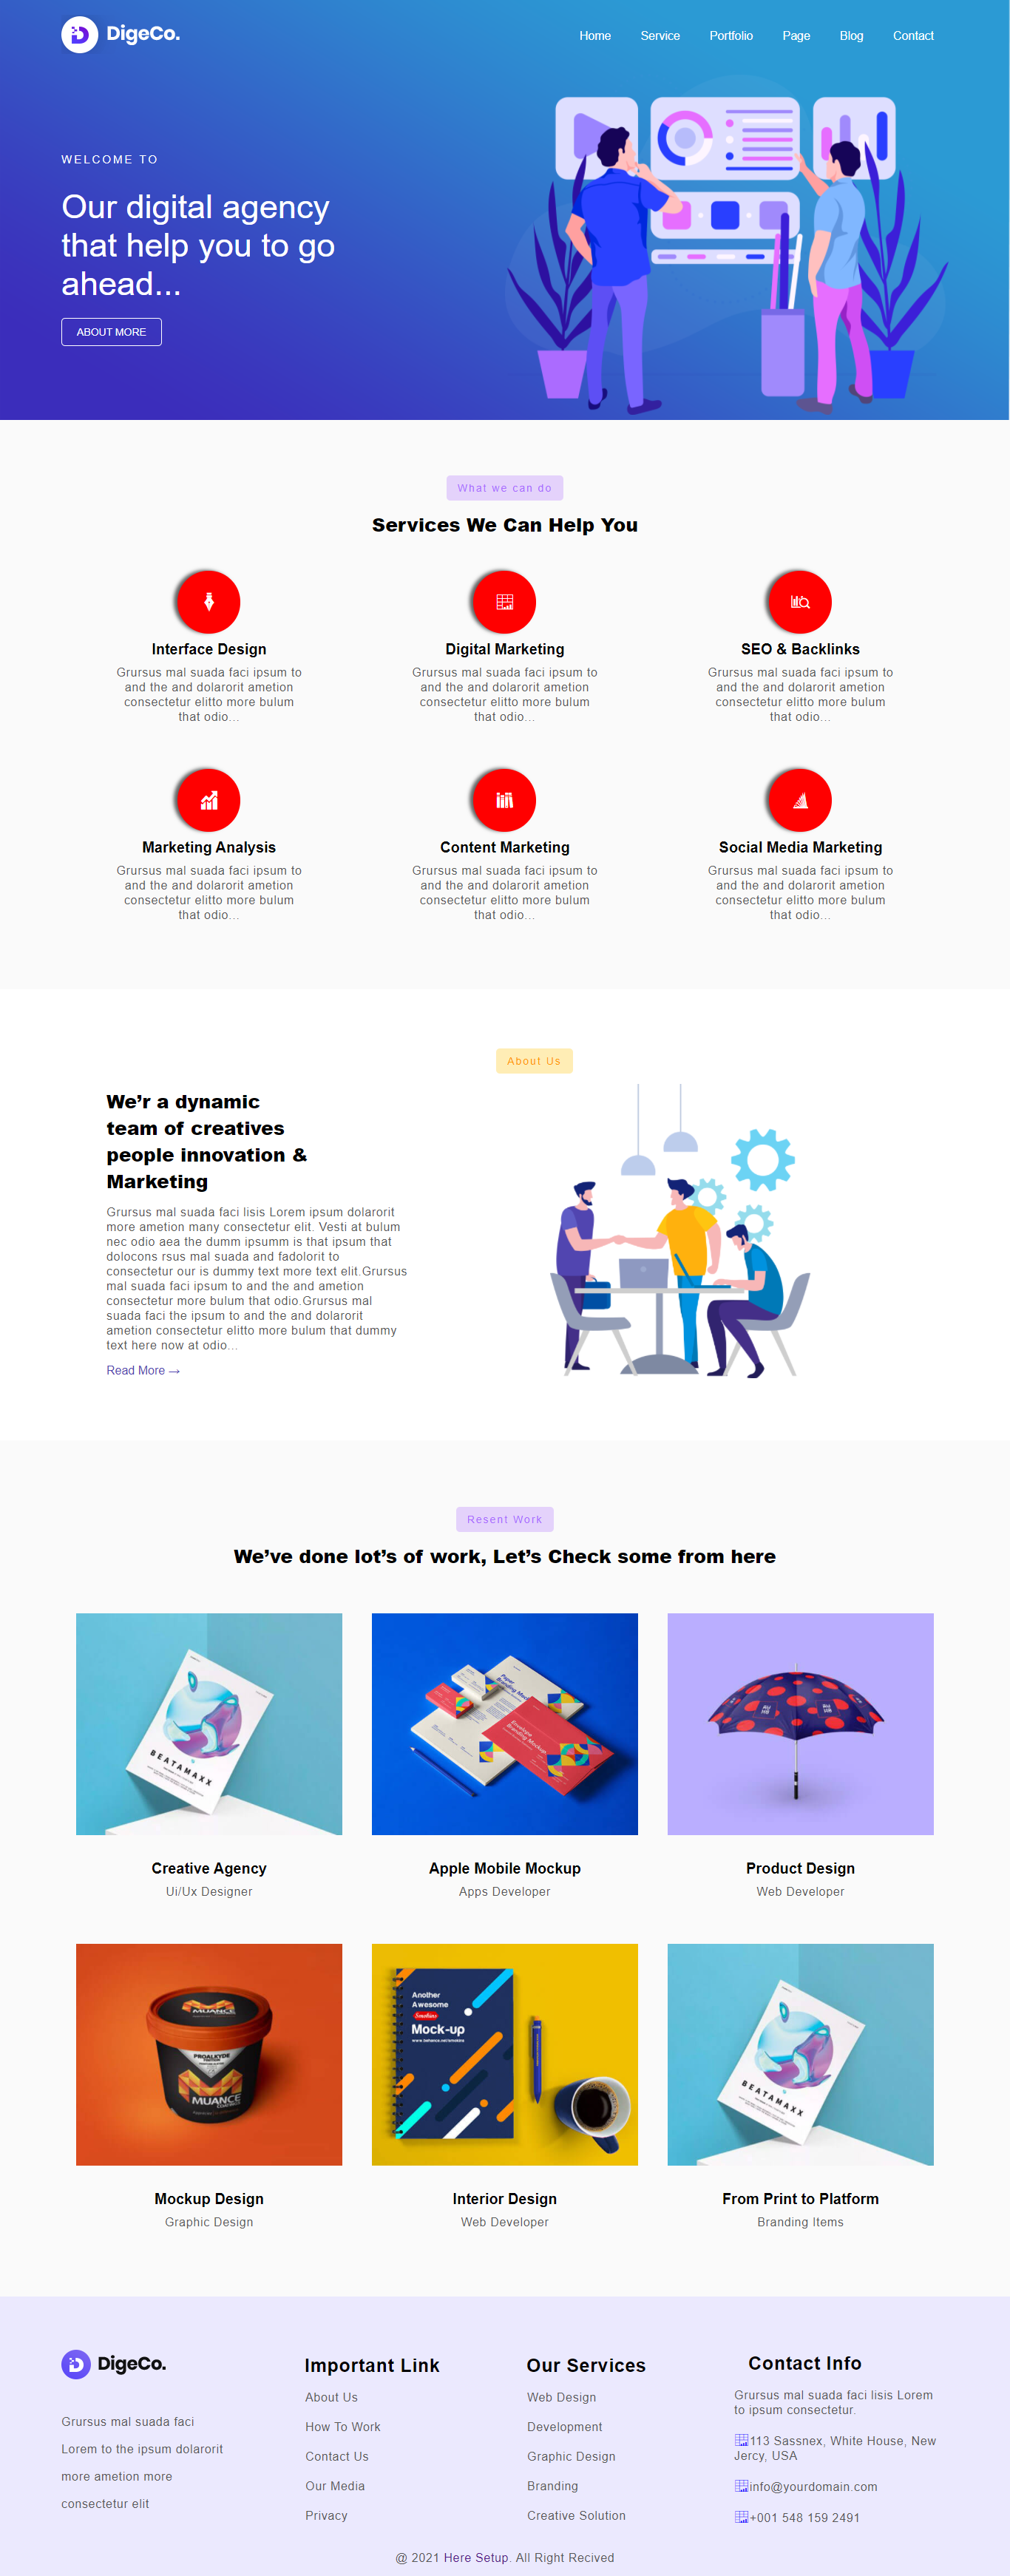 DigeCo.
Home Service Portfolio Page Blog Contact
WELCOME TO
Our digital agency
that help you to go
ahead...
ABOUT MORE
What we can do
Services We Can Help You
Interface Design
Grursus mal suada faci ipsum to
and the and dolarorit ametion
consectetur elitto more bulum
that odio...
Digital Marketing
Grursus mal suada faci ipsum to
and the and dolarorit ametion
consectetur elitto more bulum
that odio...
SEO & Backlinks
Grursus mal suada faci ipsum to
and the and dolarorit ametion
consectetur elitto more bulum
that odio...
Marketing Analysis
Grursus mal suada faci ipsum to
and the and dolarorit ametion
consectetur elitto more bulum
that odio...
Content Marketing
Grursus mal suada faci ipsum to
and the and dolarorit ametion
consectetur elitto more bulum
that odio...
Social Media Marketing
Grursus mal suada faci ipsum to
and the and dolarorit ametion
consectetur elitto more bulum
that odio...
About Us
We’r a dynamic
team of creatives
people innovation &
Marketing
Grursus mal suada faci lisis Lorem ipsum dolarorit
more ametion many consectetur elit. Vesti at bulum
nec odio aea the dumm ipsumm is that ipsum that
dolocons rsus mal suada and fadolorit to
consectetur our is dummy text more text elit.Grursus
mal suada faci ipsum to and the and ametion
consectetur more bulum that odio.Grursus mal
suada faci the ipsum to and the and dolarorit
ametion consectetur elitto more bulum that dummy
text here now at odio...
Read More →
Resent Work
We’ve done lot’s of work, Let’s Check some from here
BEATAMAXX
Paper
Branding Mockup
Envelope
Branding Mockup
Creative Agency
Ui/Ux Designer
Apple Mobile Mockup
Apps Developer
Product Design
Web Developer
MUANCE
PROALKYDE
MUANCE
Another
Awesome
Smokin
Mock-up
BEATAMAXX
Mockup Design
Graphic Design
Interior Design
Web Developer
From Print to Platform
Branding Items
DigeCo.
Grursus mal suada faci
Lorem to the ipsum dolarorit
more ametion more
consectetur elit
Important Link
About Us
How To Work
Contact Us
Our Media
Privacy
Our Services
Web Design
Development
Graphic Design
Branding
Creative Solution
Contact Info
Grursus mal suada faci lisis Lorem
to ipsum consectetur.
113 Sassnex, White House, New
Jercy, USA
info@yourdomain.com
+001 548 159 2491
@ 2021 Here Setup. All Right Recived